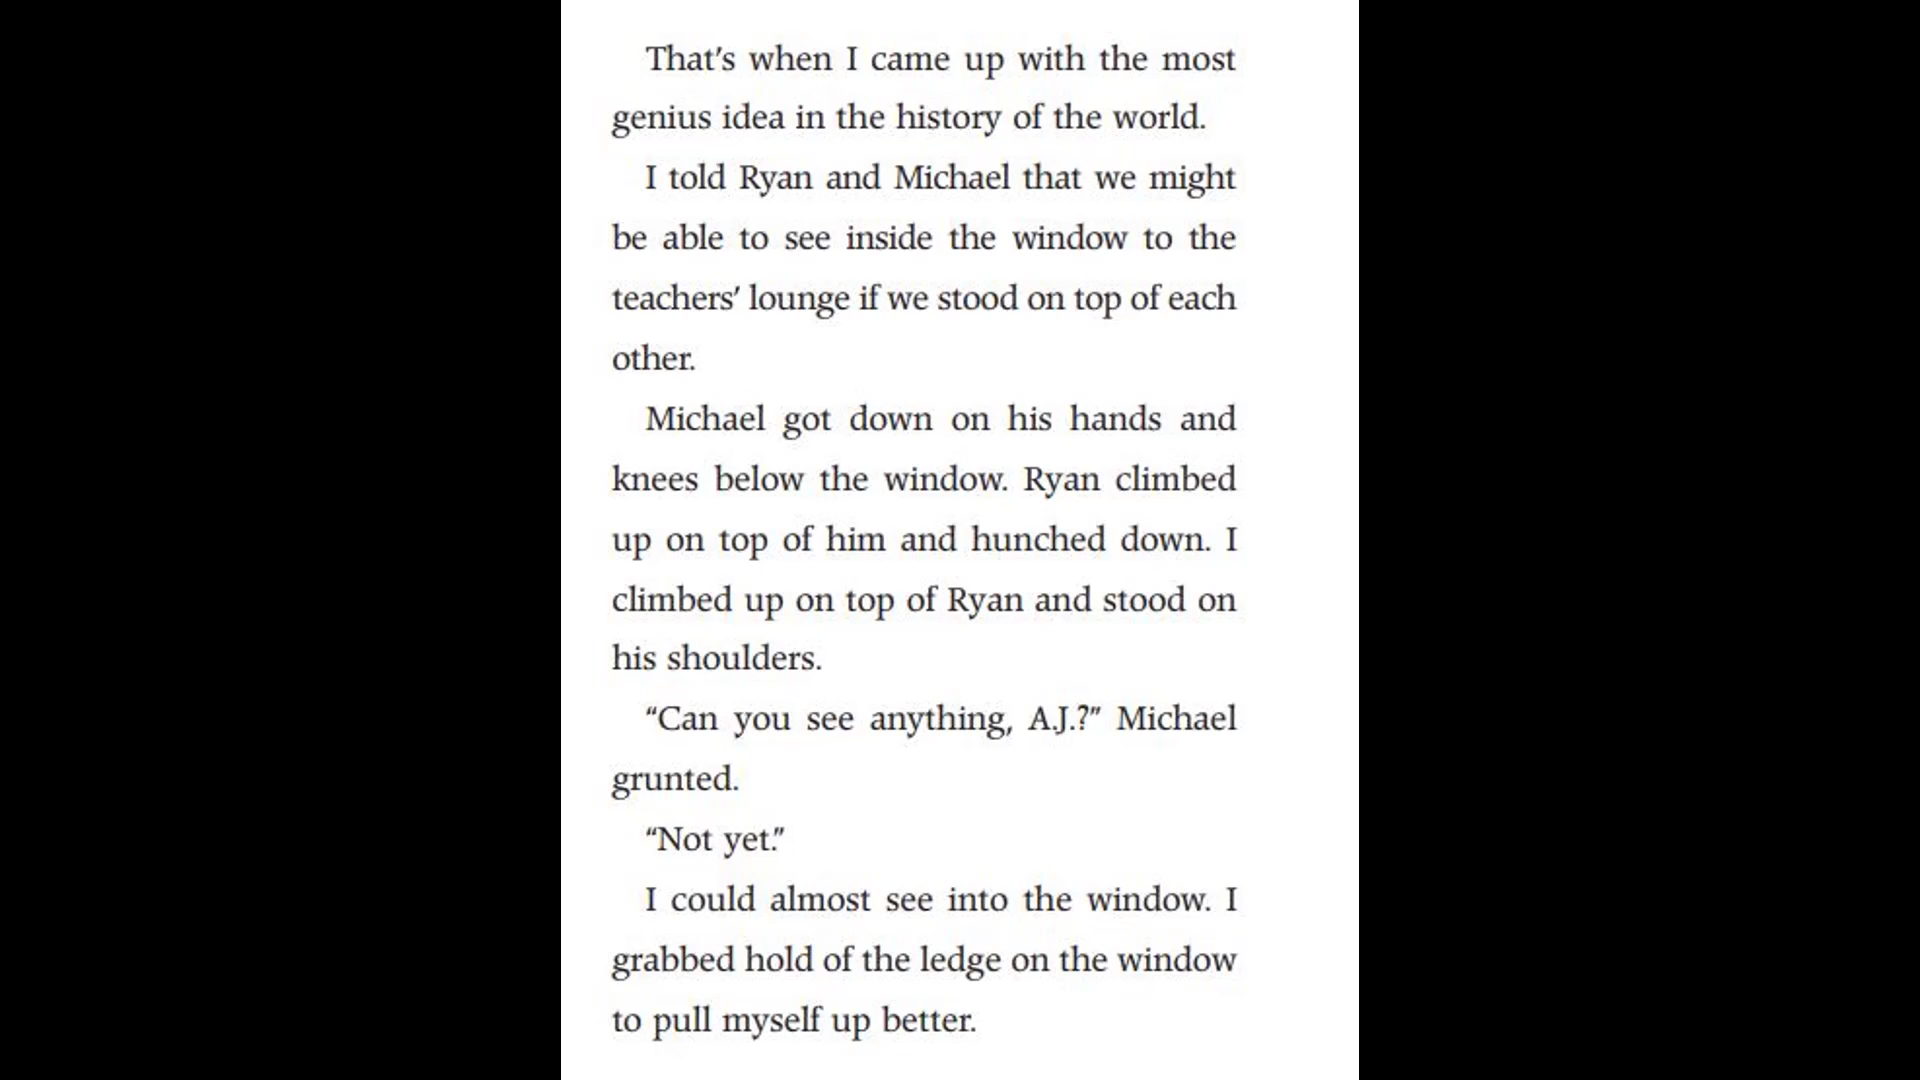 That's when I came up with the most
genius idea in the history of the world.
I told Ryan and Michael that we might
be able to see inside the window to the
teachers' lounge if we stood on top of each
other.
Michael got down on his hands and
knees below the window. Ryan climbed
up on top of him and hunched down. I
climbed up on top of Ryan and stood on
his shoulders.
“Can you see anything, A.J.?” Michael
grunted.
“Not yet.”
I could almost see into the window. I
grabbed hold of the ledge on the window
to pull myself up better.